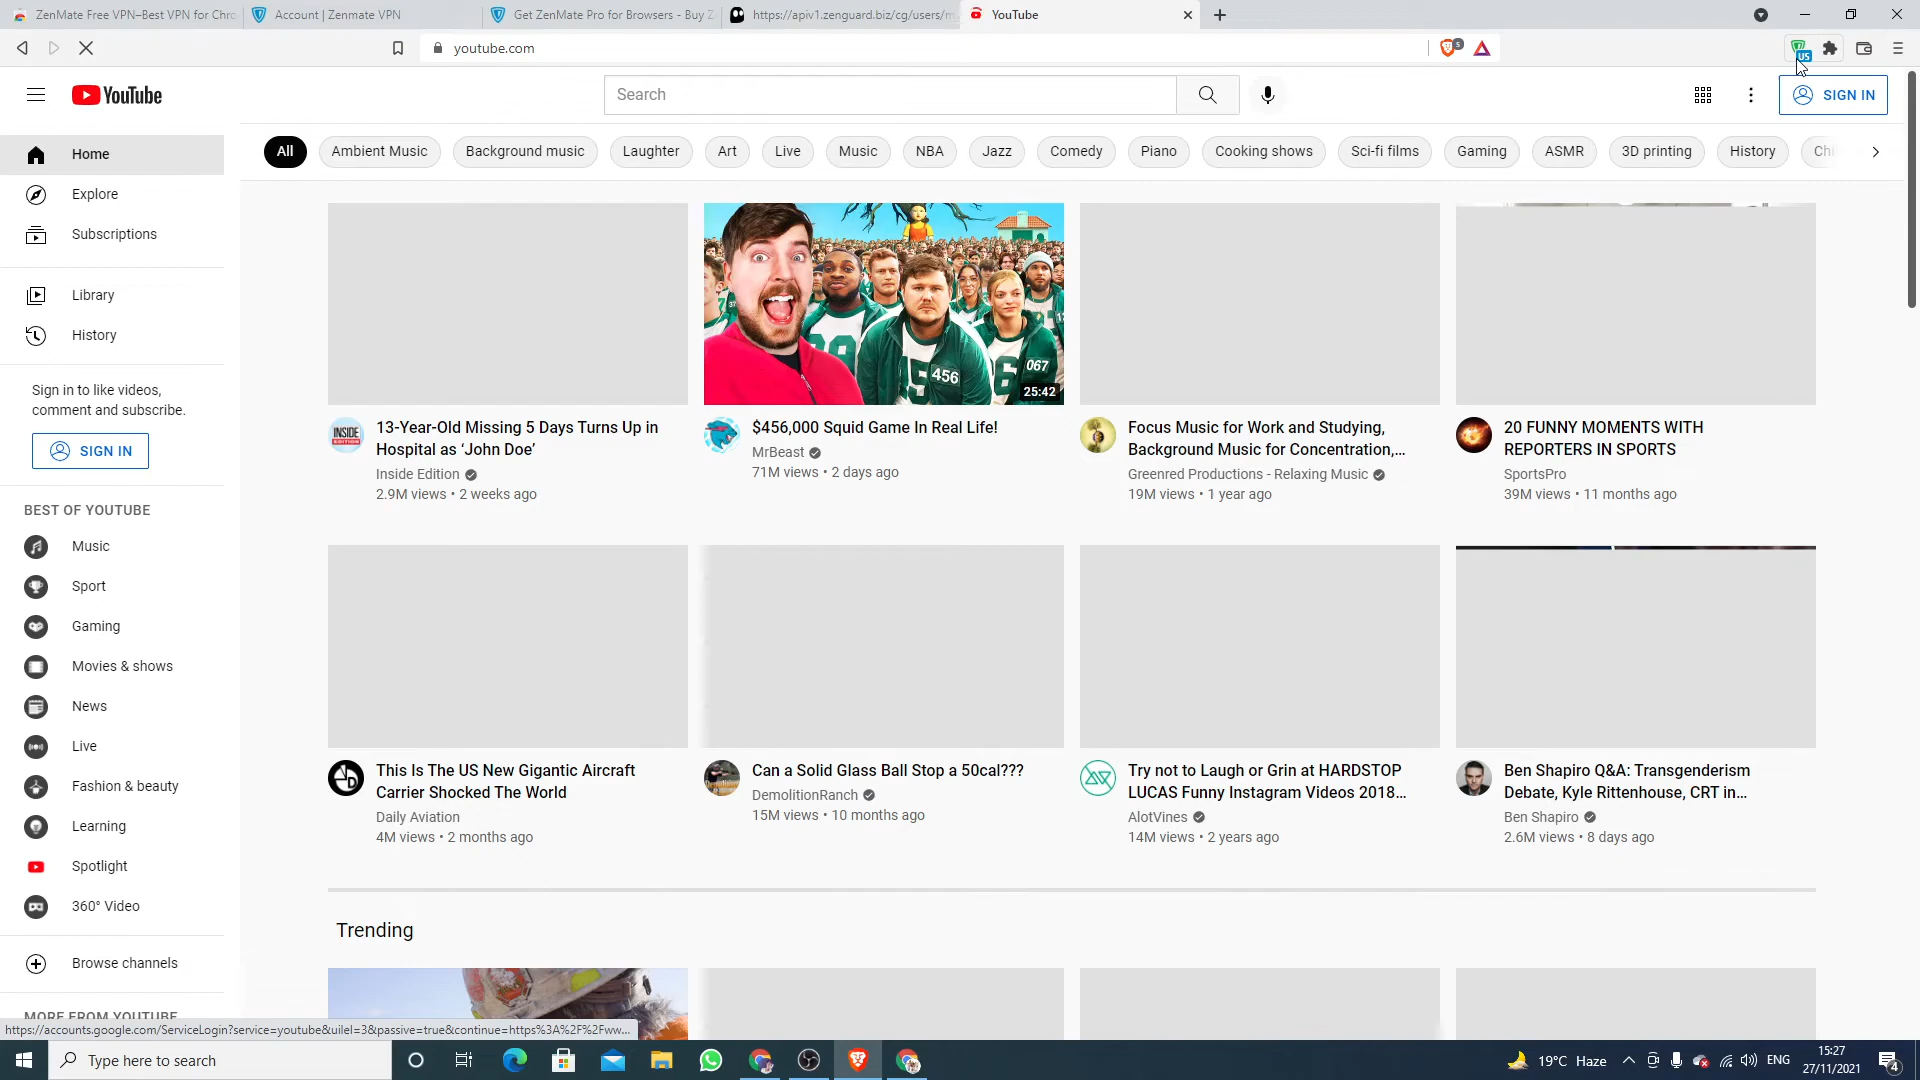 ZenMate Free VPN–Best VPN for Chro
Account | Zenmate VPN
Get ZenMate Pro for Browsers - Buy Z
https://apiv1.zenguard.biz/cg/users/m
YouTube
youtube.com
5
US
YouTube
Search
SIGN IN
Home
Explore
Subscriptions
Library
History
Sign in to like videos,
comment and subscribe.
SIGN IN
BEST OF YOUTUBE
Music
Sport
Gaming
Movies & shows
News
Live
Fashion & beauty
Learning
Spotlight
360° Video
Browse channels
MORE FROM YOUTUBE
All
Ambient Music
Background music
Laughter
Art
Live
Music
NBA
Jazz
Comedy
Piano
Cooking shows
Sci-fi films
Gaming
ASMR
3D printing
History
Chi
456
067
25:42
INSIDE
EDITION
13-Year-Old Missing 5 Days Turns Up in
Hospital as ‘John Doe’
Inside Edition
2.9M views • 2 weeks ago
$456,000 Squid Game In Real Life!
MrBeast
71M views • 2 days ago
Focus Music for Work and Studying,
Background Music for Concentration,...
Greenred Productions - Relaxing Music
19M views • 1 year ago
20 FUNNY MOMENTS WITH
REPORTERS IN SPORTS
SportsPro
39M views • 11 months ago
This Is The US New Gigantic Aircraft
Carrier Shocked The World
Daily Aviation
4M views • 2 months ago
Can a Solid Glass Ball Stop a 50cal???
DemolitionRanch
15M views • 10 months ago
Try not to Laugh or Grin at HARDSTOP
LUCAS Funny Instagram Videos 2018...
AlotVines
14M views • 2 years ago
Ben Shapiro Q&A: Transgenderism
Debate, Kyle Rittenhouse, CRT in...
Ben Shapiro
2.6M views • 8 days ago
Trending
https://accounts.google.com/ServiceLogin?service=youtube&uilel=3&passive=true&continue=https%3A%2F%2Fww...
Type here to search
19°C Haze
ENG
15:27
27/11/2021
4